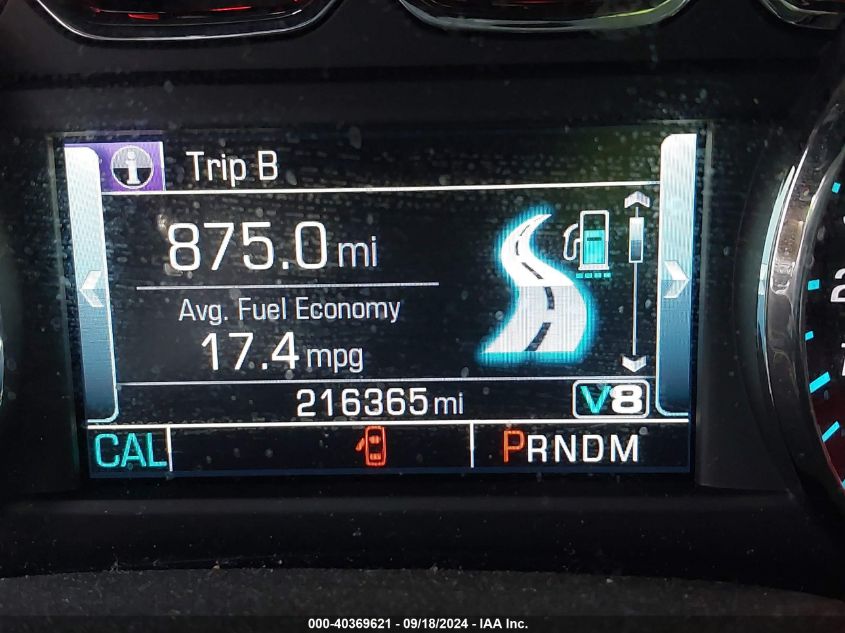 Trip B
875.0 mi
Avg. Fuel Economy
17.4 mpg
216365 mi V8
CAL PRNDM
000-40369621 - 09/18/2024 - IAA Inc.